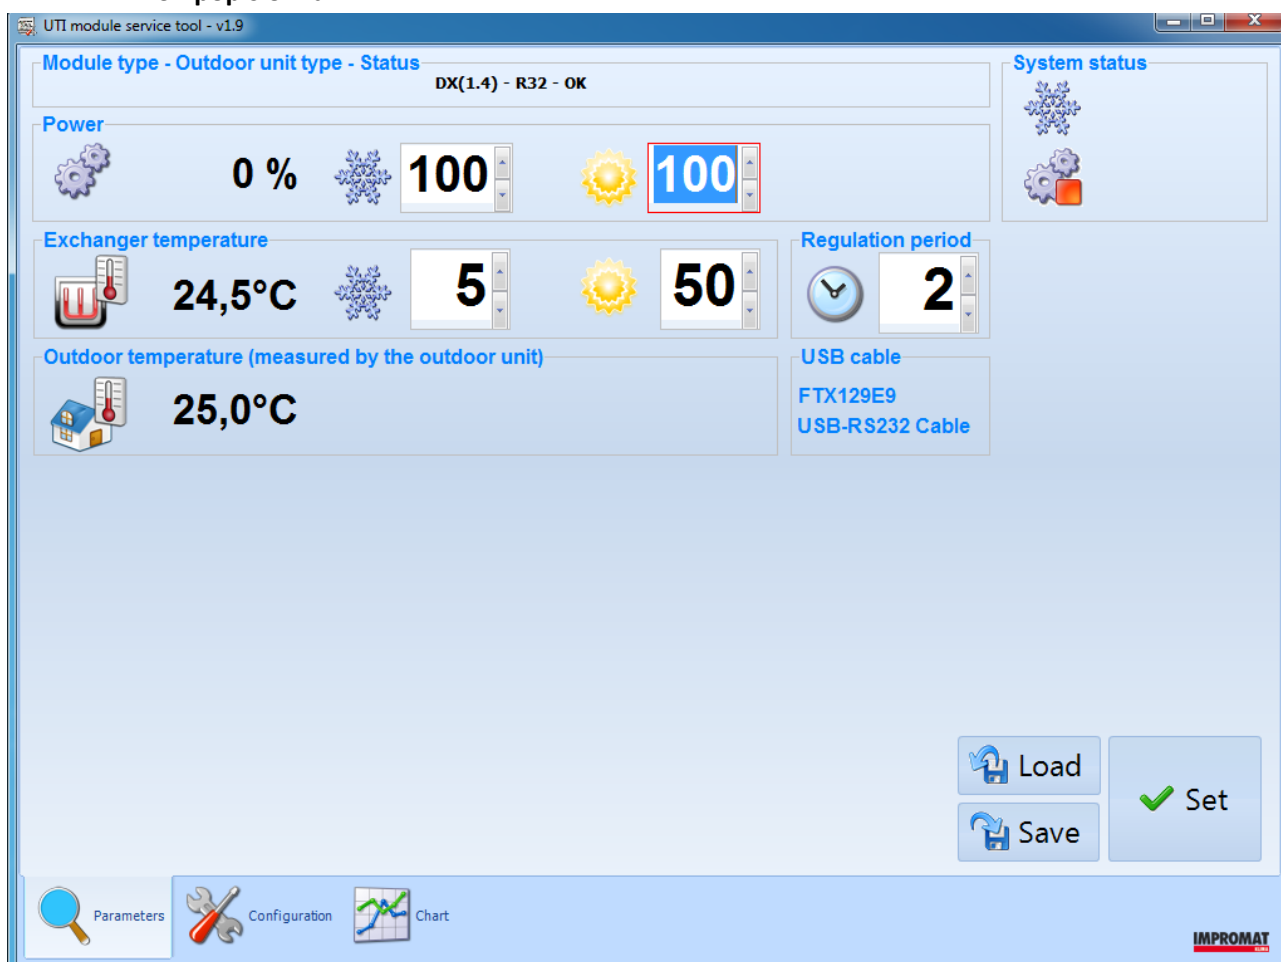 UTI module service tool - v1.9
Module type - Outdoor unit type - Status
DX(1.4) - R32 - OK
System status
Power
0 %
100
100
Exchanger temperature
24,5°C
5
50
Regulation period
2
Outdoor temperature (measured by the outdoor unit)
25,0°C
USB cable
FTX129E9
USB-RS232 Cable
Load
Save
Set
Parameters
Configuration
Chart
IMPROMAT